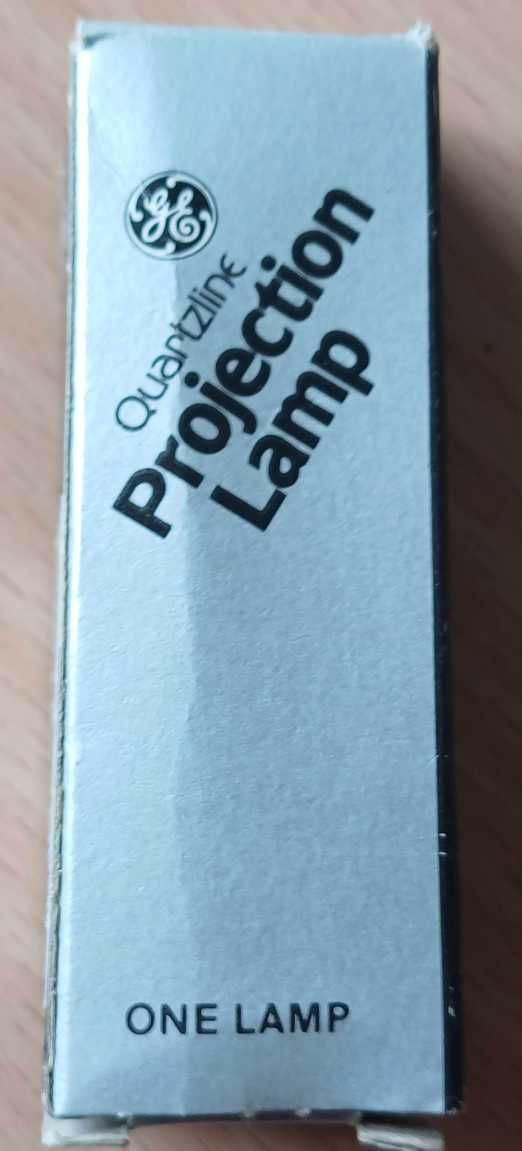 GE
Quartzline
Projection
Lamp
ONE LAMP